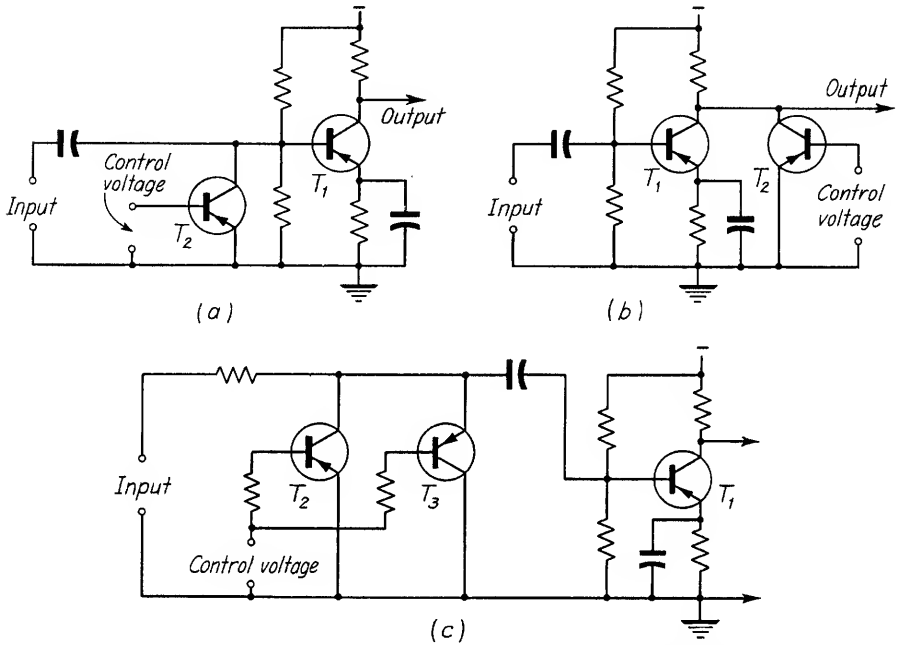 Output
T1
Control
voltage
Input
T2
(a)
Output
T1
T2
Input
Control
voltage
(b)
Input
T2
T3
T1
Control voltage
(c)